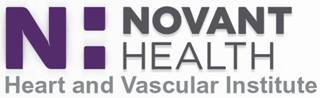 N: NOVANT
HEALTH
Heart and Vascular Institute